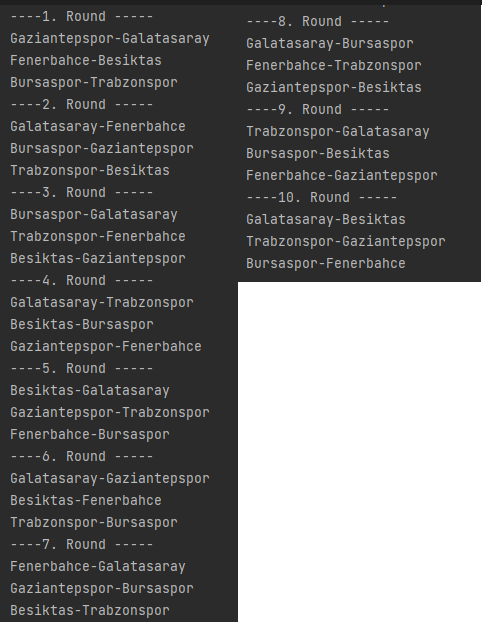 ----1. Round -----
Gaziantepspor-Galatasaray
Fenerbahce-Besiktas
Bursaspor-Trabzonspor
----2. Round -----
Galatasaray-Fenerbahce
Bursaspor-Gaziantepspor
Trabzonspor-Besiktas
----3. Round -----
Bursaspor-Galatasaray
Trabzonspor-Fenerbahce
Besiktas-Gaziantepspor
----4. Round -----
Galatasaray-Trabzonspor
Besiktas-Bursaspor
Gaziantepspor-Fenerbahce
----5. Round -----
Besiktas-Galatasaray
Gaziantepspor-Trabzonspor
Fenerbahce-Bursaspor
----6. Round -----
Galatasaray-Gaziantepspor
Besiktas-Fenerbahce
Trabzonspor-Bursaspor
----7. Round -----
Fenerbahce-Galatasaray
Gaziantepspor-Bursaspor
Besiktas-Trabzonspor
----8. Round -----
Galatasaray-Bursaspor
Fenerbahce-Trabzonspor
Gaziantepspor-Besiktas
----9. Round -----
Trabzonspor-Galatasaray
Bursaspor-Besiktas
Fenerbahce-Gaziantepspor
----10. Round -----
Galatasaray-Besiktas
Trabzonspor-Gaziantepspor
Bursaspor-Fenerbahce